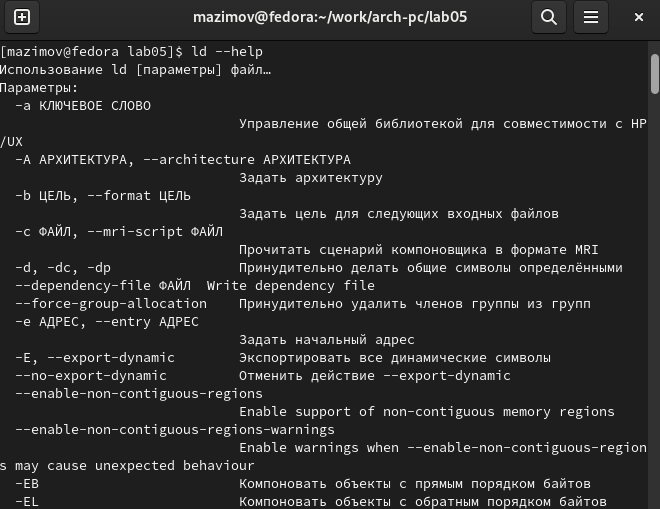 mazimov@fedora:~/work/arch-pc/lab05
[mazimov@fedora lab05]$ ld --help
Использование ld [параметры] файл…
Параметры:
-a КЛЮЧЕВОЕ СЛОВО
Управление общей библиотекой для совместимости с HP
/UX
-A АРХИТЕКТУРА, --architecture АРХИТЕКТУРА
Задать архитектуру
-b ЦЕЛЬ, --format ЦЕЛЬ
Задать цель для следующих входных файлов
-c ФАЙЛ, --mri-script ФАЙЛ
Прочитать сценарий компоновщика в формате MRI
-d, -dc, -dp Принудительно делать общие символы определёнными
--dependency-file ФАЙЛ Write dependency file
--force-group-allocation Принудительно удалить членов группы из групп
-e АДРЕС, --entry АДРЕС
Задать начальный адрес
-E, --export-dynamic Экспортировать все динамические символы
--no-export-dynamic Отменить действие --export-dynamic
--enable-non-contiguous-regions
Enable support of non-contiguous memory regions
--enable-non-contiguous-regions-warnings
Enable warnings when --enable-non-contiguous-region
s may cause unexpected behaviour
-EB Компоновать объекты с прямым порядком байтов
-EL Компоновать объекты с обратным порядком байтов